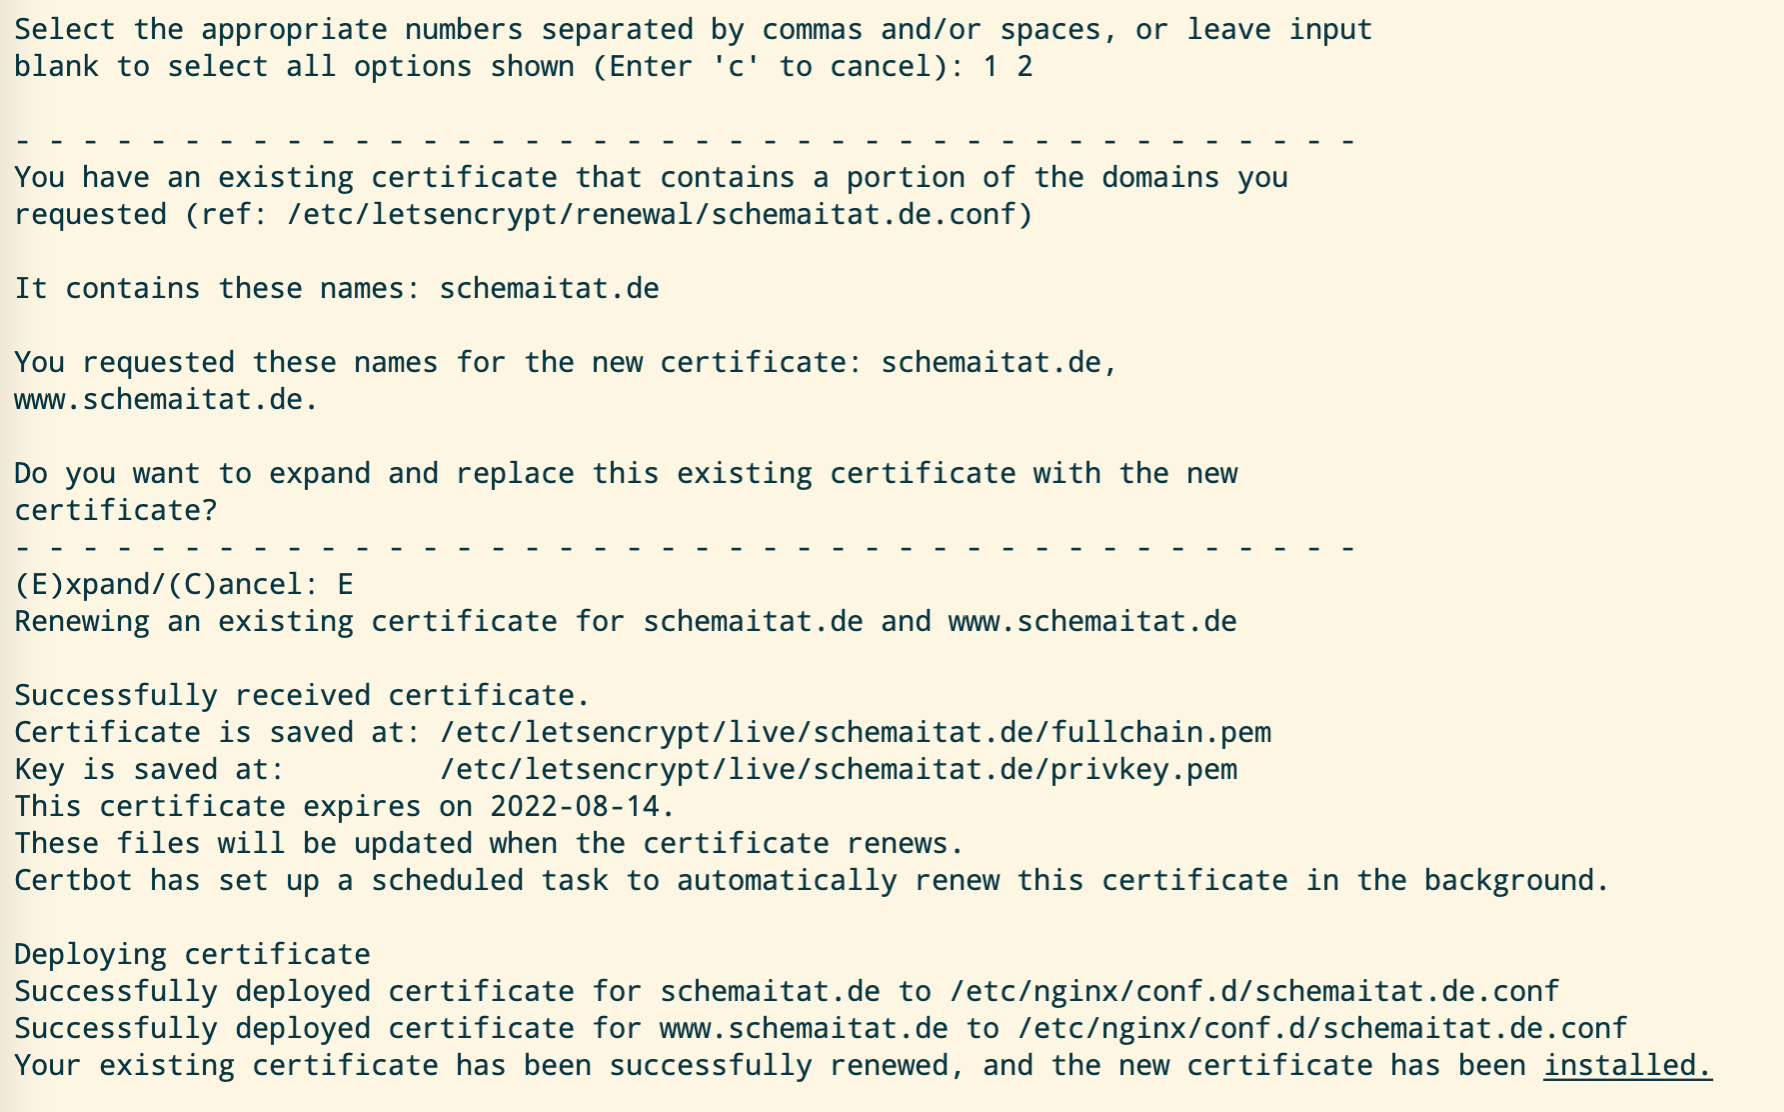 Select the appropriate numbers separated by commas and/or spaces, or leave input
blank to select all options shown (Enter 'c' to cancel): 1 2
- - - - - - - - - - - - - - - - - - - - - - - - - - - - - - - - - - - - - - - -
You have an existing certificate that contains a portion of the domains you
requested (ref: /etc/letsencrypt/renewal/schemaitat.de.conf)
It contains these names: schemaitat.de
You requested these names for the new certificate: schemaitat.de,
www.schemaitat.de.
Do you want to expand and replace this existing certificate with the new
certificate?
- - - - - - - - - - - - - - - - - - - - - - - - - - - - - - - - - - - - - - - -
(E)xpand/(C)ancel: E
Renewing an existing certificate for schemaitat.de and www.schemaitat.de
Successfully received certificate.
Certificate is saved at: /etc/letsencrypt/live/schemaitat.de/fullchain.pem
Key is saved at:         /etc/letsencrypt/live/schemaitat.de/privkey.pem
This certificate expires on 2022-08-14.
These files will be updated when the certificate renews.
Certbot has set up a scheduled task to automatically renew this certificate in the background.
Deploying certificate
Successfully deployed certificate for schemaitat.de to /etc/nginx/conf.d/schemaitat.de.conf
Successfully deployed certificate for www.schemaitat.de to /etc/nginx/conf.d/schemaitat.de.conf
Your existing certificate has been successfully renewed, and the new certificate has been installed.